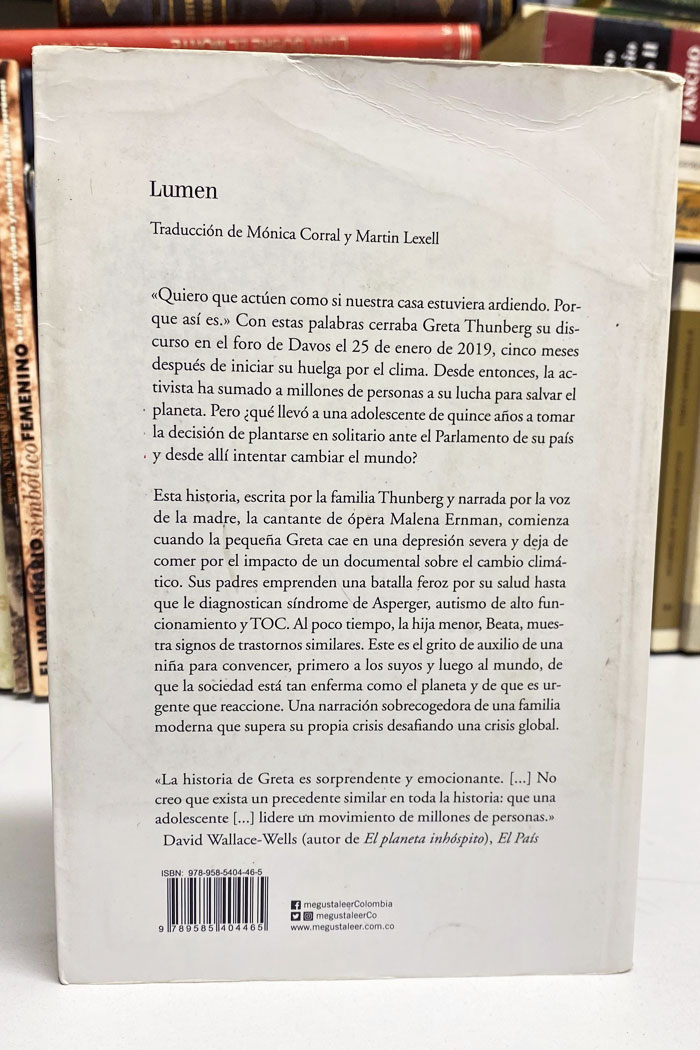 PANCHO
EL IMAGINARIO simbólico FEMENINO
Lumen
Traducción de Mónica Corral y Martin Lexell
«Quiero que actúen como si nuestra casa estuviera ardiendo. Por-
que así es.» Con estas palabras cerraba Greta Thunberg su dis-
curso en el foro de Davos el 25 de enero de 2019, cinco meses
después de iniciar su huelga por el clima. Desde entonces, la ac-
tivista ha sumado a millones de personas a su lucha para salvar el
planeta. Pero ¿qué llevó a una adolescente de quince años a tomar
la decisión de plantarse en solitario ante el Parlamento de su país
y desde allí intentar cambiar el mundo?
Esta historia, escrita por la familia Thunberg y narrada por la voz
de la madre, la cantante de ópera Malena Ernman, comienza
cuando la pequeña Greta cae en una depresión severa y deja de
comer por el impacto de un documental sobre el cambio climá-
tico. Sus padres emprenden una batalla feroz por su salud hasta
que le diagnostican síndrome de Asperger, autismo de alto fun-
cionamiento y TOC. Al poco tiempo, la hija menor, Beata, mues-
tra signos de trastornos similares. Este es el grito de auxilio de una
niña para convencer, primero a los suyos y luego al mundo, de
que la sociedad está tan enferma como el planeta y de que es ur-
gente que reaccione. Una narración sobrecogedora de una familia
moderna que supera su propia crisis desafiando una crisis global.
«La historia de Greta es sorprendente y emocionante. [...] No
creo que exista un precedente similar en toda la historia: que una
adolescente [...] lidere un movimiento de millones de personas.»
David Wallace-Wells (autor de El planeta inhóspito), El País
ISBN: 978-958-5404-46-5
9 789585 404465
megustaleerColombia
megustaleerCo
www.megustaleer.com.co